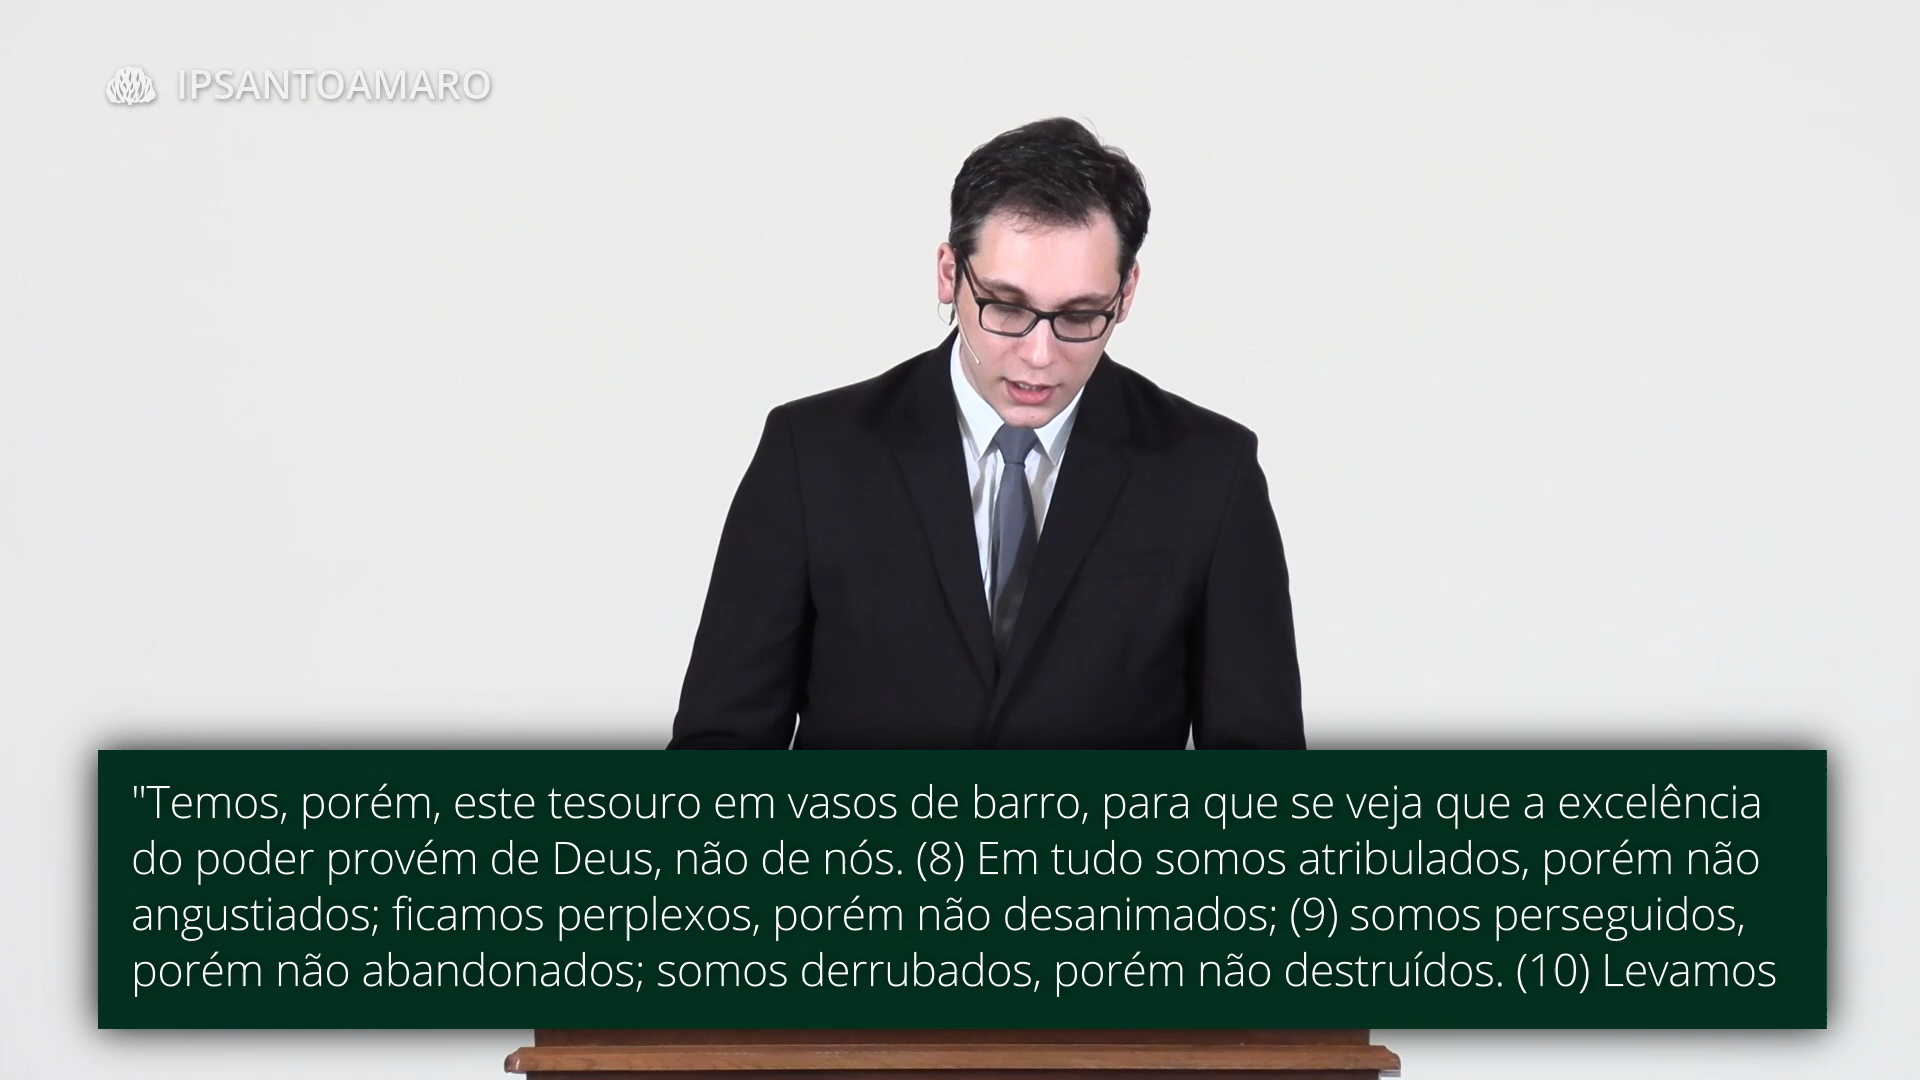 IPSANTOAMARO
"Temos, porém, este tesouro em vasos de barro, para que se veja que a excelência
do poder provém de Deus, não de nós. (8) Em tudo somos atribulados, porém não
angustiados; ficamos perplexos, porém não desanimados; (9) somos perseguidos,
porém não abandonados; somos derrubados, porém não destruídos. (10) Levamos